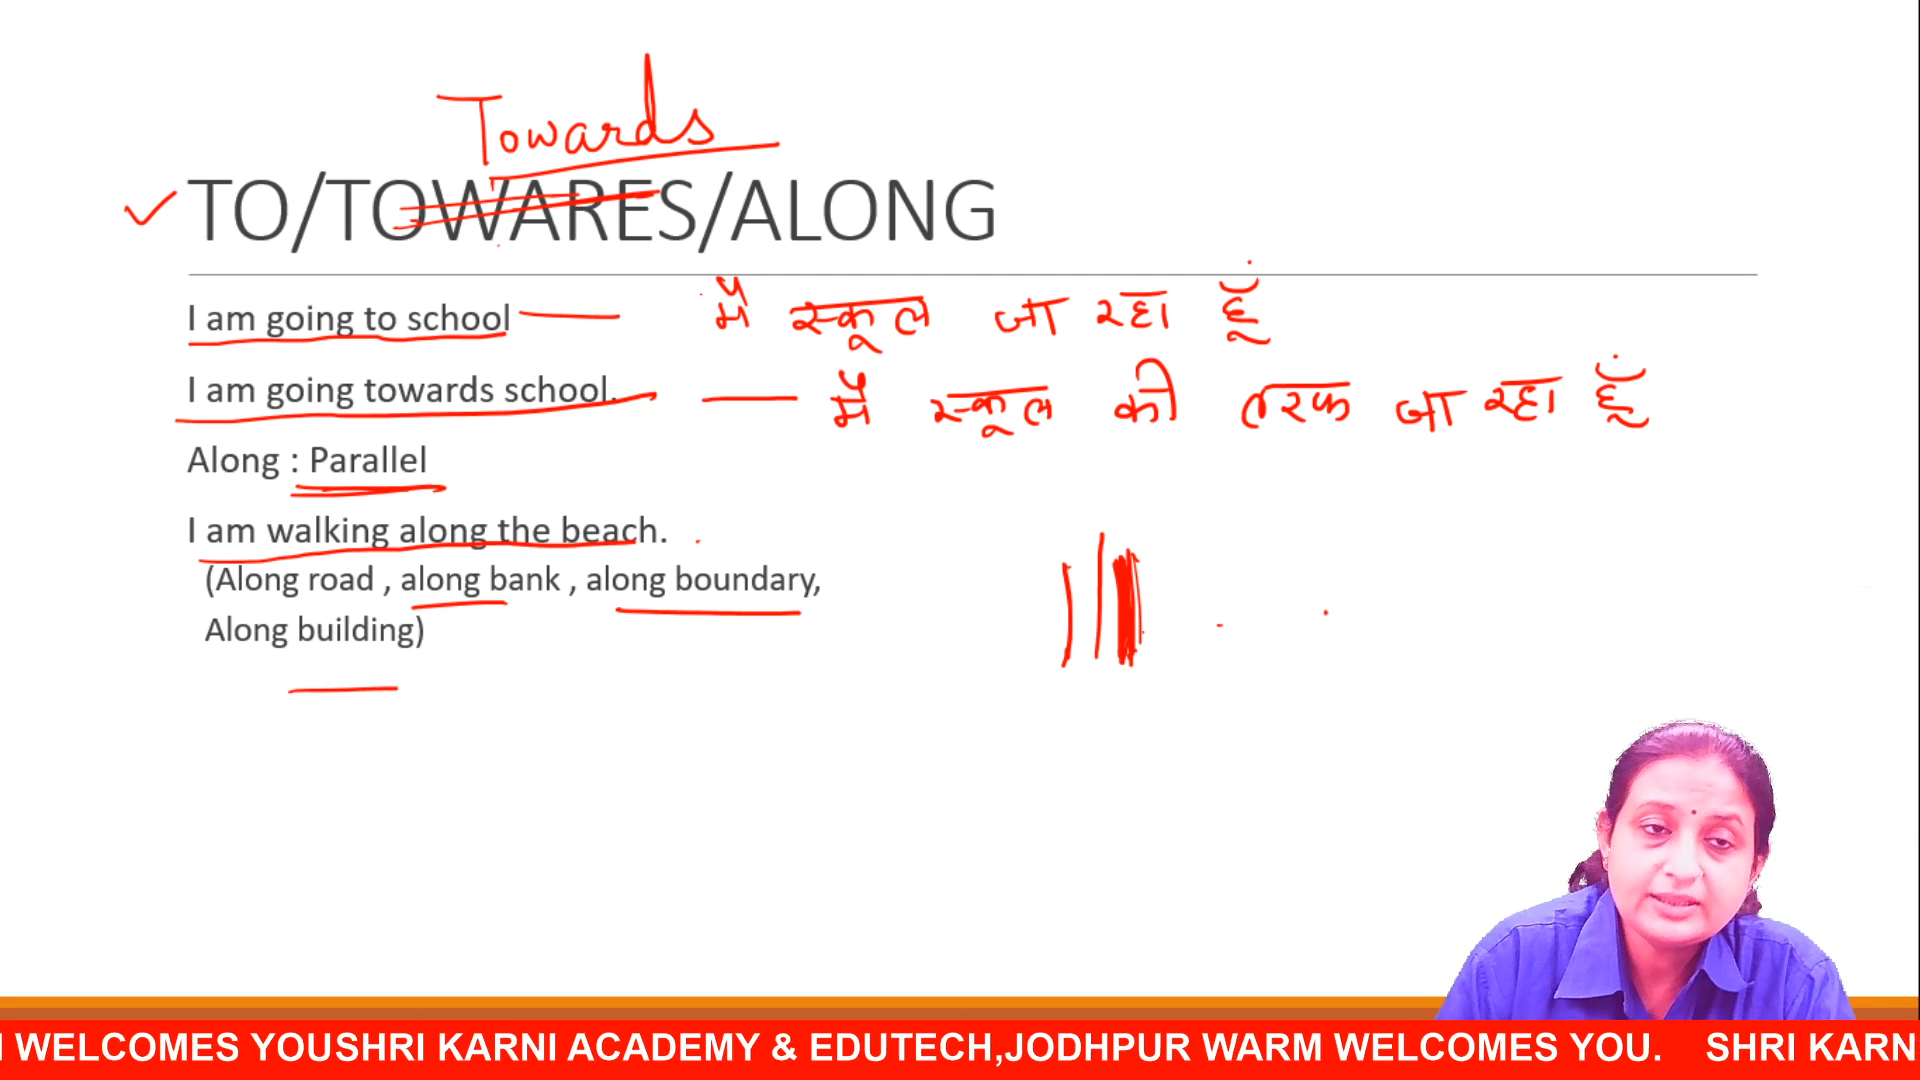 Towards
TO/TOWARES/ALONG
I am going to school — मैं स्कूल जा रहा हूँ
I am going towards school. — मैं स्कूल की तरफ जा रहा हूँ
Along : Parallel
I am walking along the beach.
(Along road , along bank , along boundary,
Along building)
WELCOMES YOUSHRI KARNI ACADEMY & EDUTECH,JODHPUR WARM WELCOMES YOU. SHRI KARN